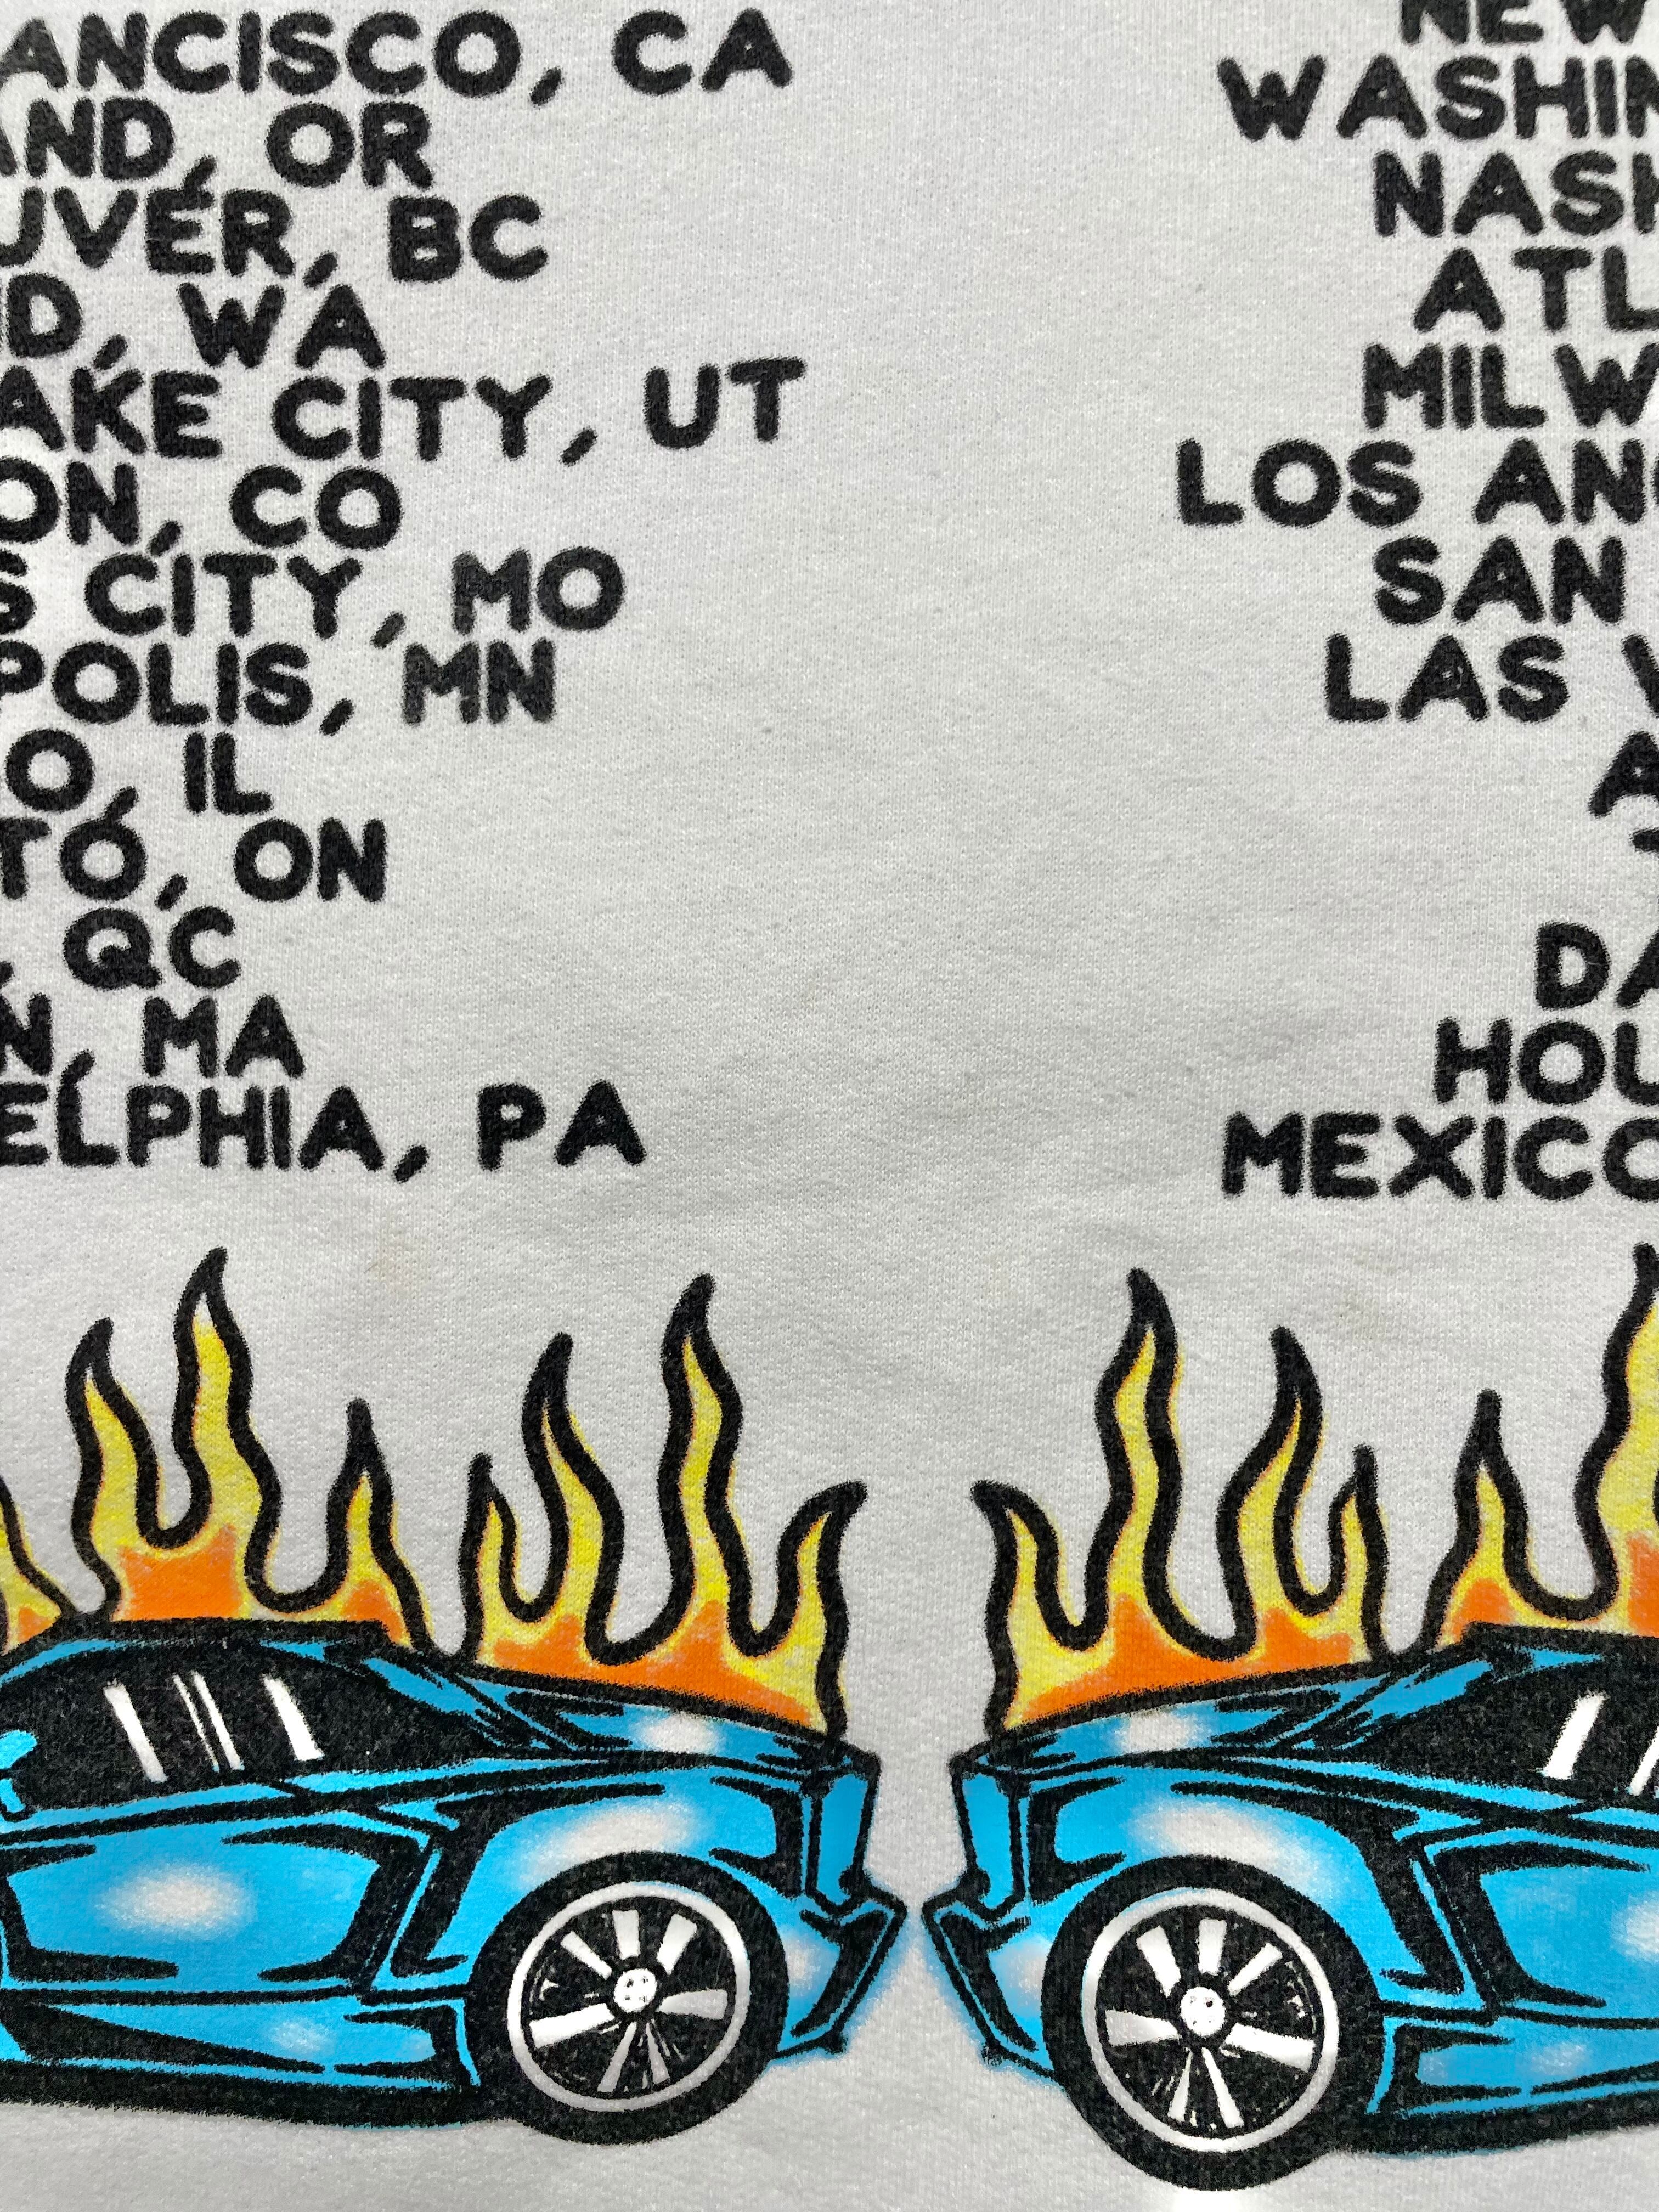 ANCISCO, CA
AND, OR
UVER, BC
D, WA
AKE CITY, UT
ON, CO
S CITY, MO
POLIS, MN
O, IL
TO, ON
, QC
N, MA
ELPHIA, PA
NEW
WASHIN
NASH
ATL
MILW
LOS ANG
SAN
LAS V
A
T
DA
HOU
MEXICO